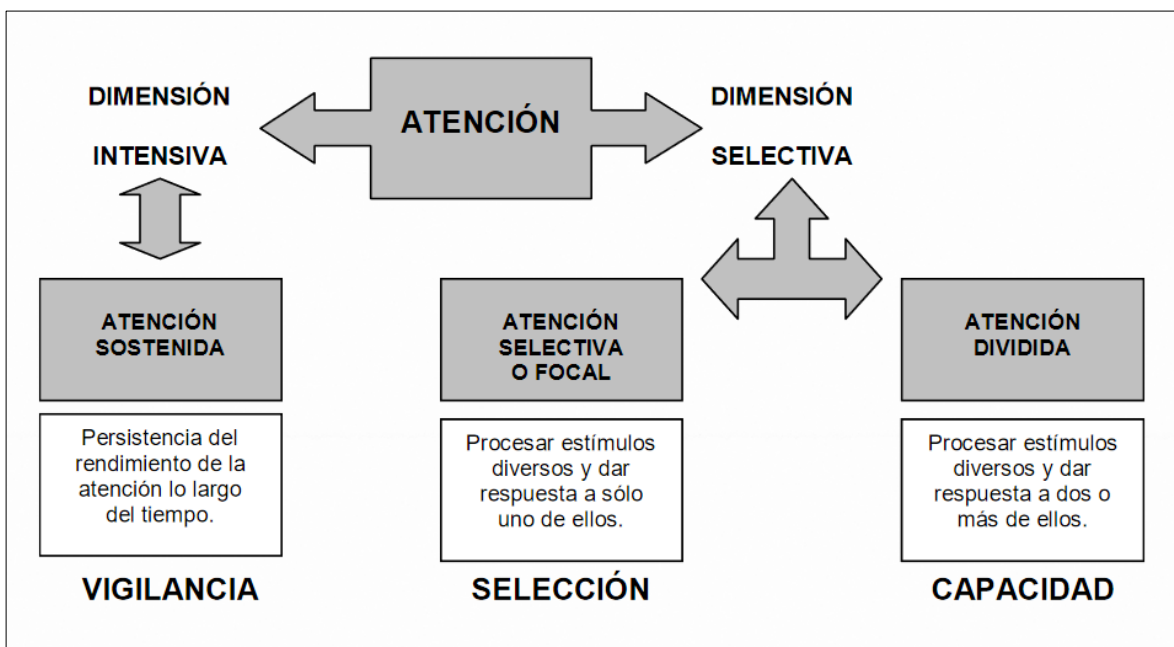 ATENCIÓN
DIMENSIÓN
INTENSIVA
DIMENSIÓN
SELECTIVA
ATENCIÓN
SOSTENIDA
Persistencia del
rendimiento de la
atención lo largo
del tiempo.
VIGILANCIA
ATENCIÓN
SELECTIVA
O FOCAL
Procesar estímulos
diversos y dar
respuesta a sólo
uno de ellos.
SELECCIÓN
ATENCIÓN
DIVIDIDA
Procesar estímulos
diversos y dar
respuesta a dos o
más de ellos.
CAPACIDAD